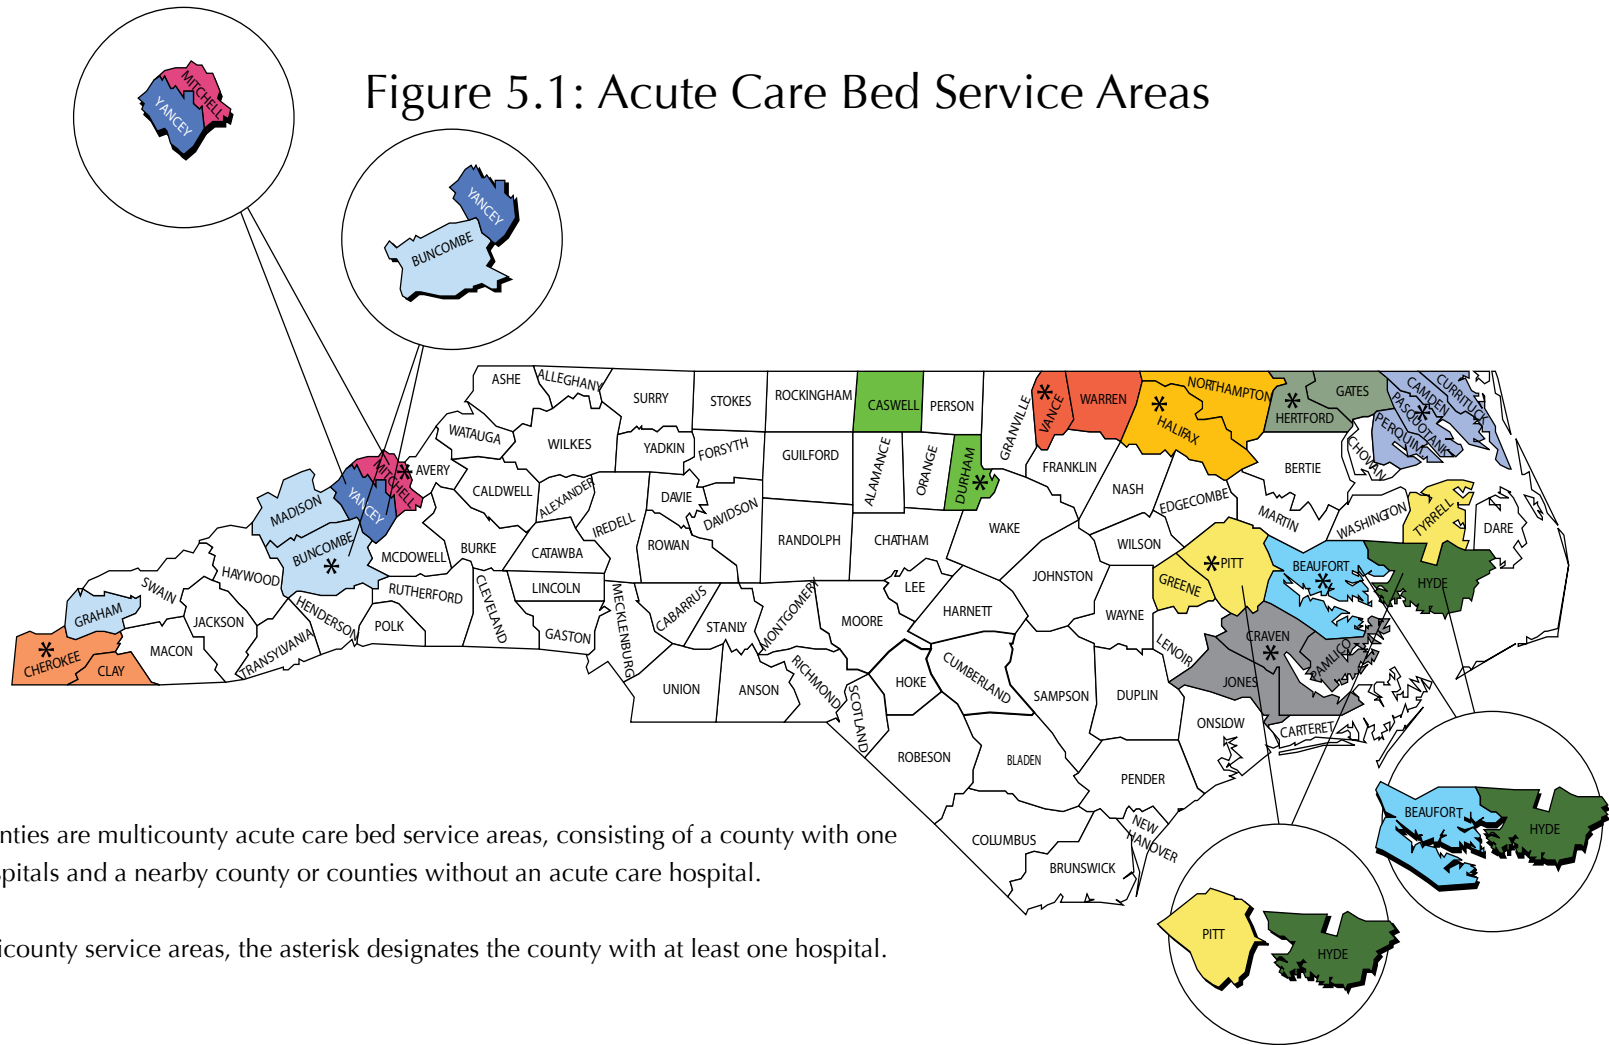 Figure 5.1: Acute Care Bed Service Areas
MITCHELL
YANCEY
YANCEY
BUNCOMBE
ASHE
ALLEGHANY
SURRY
STOKES
ROCKINGHAM
CASWELL
PERSON
GRANVILLE
VANCE
*
WARREN
NORTHAMPTON
*
HALIFAX
*
HERTFORD
GATES
CAMDEN
CURRITUCK
PASQUOTANK
*
PERQUIM
CHOWAN
WATAUGA
WILKES
YADKIN
FORSYTH
GUILFORD
ALAMANCE
ORANGE
DURHAM
*
FRANKLIN
NASH
EDGECOMBE
BERTIE
MARTIN
WASHINGTON
TYRRELL
DARE
MITCHELL
*
AVERY
YANCEY
MADISON
BUNCOMBE
*
CALDWELL
ALEXANDER
IREDELL
DAVIE
DAVIDSON
ROWAN
RANDOLPH
CHATHAM
WAKE
WILSON
*
PITT
GREENE
BEAUFORT
*
HYDE
MCDOWELL
BURKE
CATAWBA
LINCOLN
RUTHERFORD
CLEVELAND
GASTON
MECKLENBURG
CABARRUS
STANLY
MONTGOMERY
MOORE
LEE
HARNETT
JOHNSTON
WAYNE
LENOIR
CRAVEN
*
PAMLICO
JONES
HAYWOOD
SWAIN
GRAHAM
JACKSON
HENDERSON
POLK
TRANSYLVANIA
MACON
*
CHEROKEE
CLAY
UNION
ANSON
RICHMOND
SCOTLAND
HOKE
CUMBERLAND
SAMPSON
DUPLIN
ONSLOW
CARTERET
ROBESON
BLADEN
PENDER
COLUMBUS
NEW
HANOVER
BRUNSWICK
BEAUFORT
HYDE
PITT
HYDE
nties are multicounty acute care bed service areas, consisting of a county with one
spitals and a nearby county or counties without an acute care hospital.
icounty service areas, the asterisk designates the county with at least one hospital.